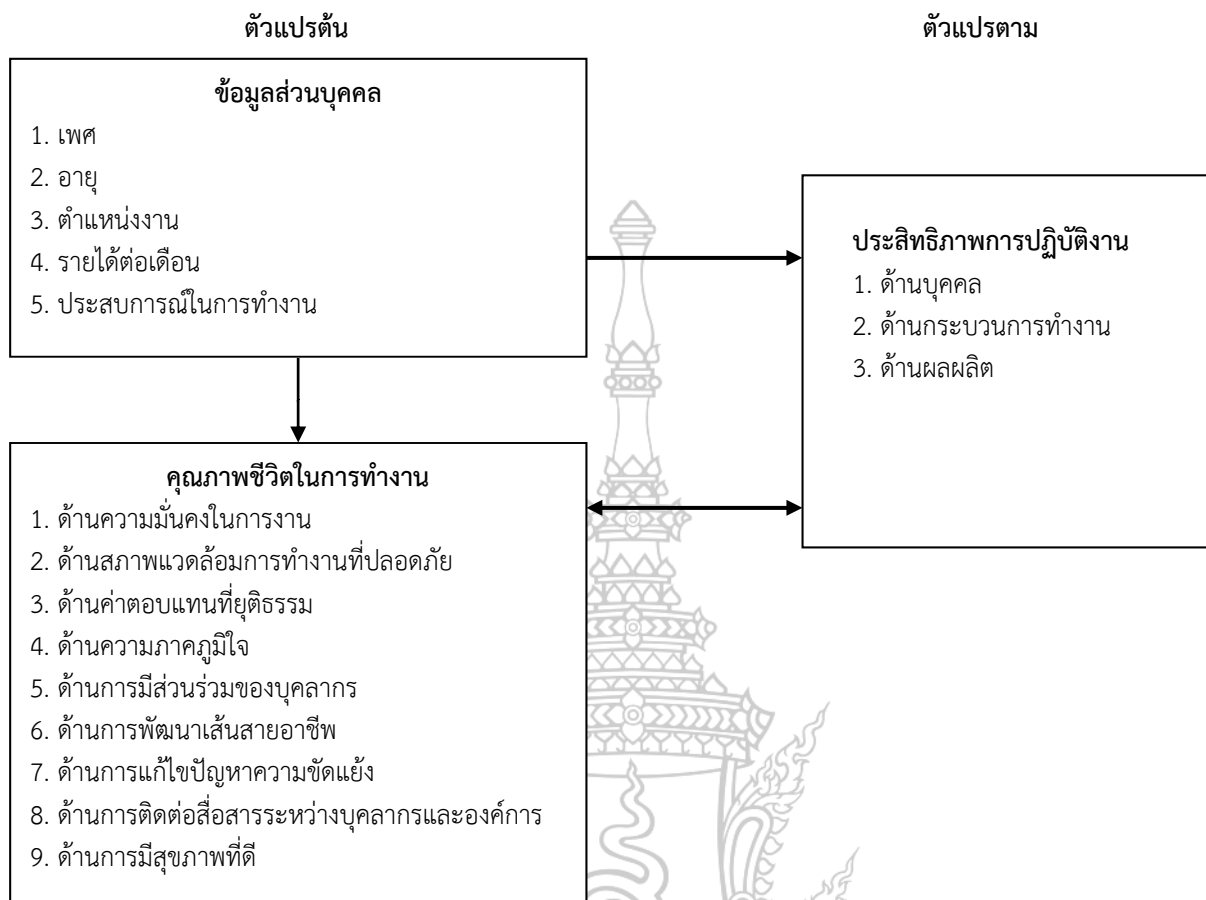 ตัวแปรต้น
ตัวแปรตาม
ข้อมูลส่วนบุคคล
1. เพศ
2. อายุ
3. ตำแหน่งงาน
4. รายได้ต่อเดือน
5. ประสบการณ์ในการทำงาน
ประสิทธิภาพการปฏิบัติงาน
1. ด้านบุคคล
2. ด้านกระบวนการทำงาน
3. ด้านผลผลิต
คุณภาพชีวิตในการทำงาน
1. ด้านความมั่นคงในการงาน
2. ด้านสภาพแวดล้อมการทำงานที่ปลอดภัย
3. ด้านค่าตอบแทนที่ยุติธรรม
4. ด้านความภาคภูมิใจ
5. ด้านการมีส่วนร่วมของบุคลากร
6. ด้านการพัฒนาเส้นสายอาชีพ
7. ด้านการแก้ไขปัญหาความขัดแย้ง
8. ด้านการติดต่อสื่อสารระหว่างบุคลากรและองค์การ
9. ด้านการมีสุขภาพที่ดี